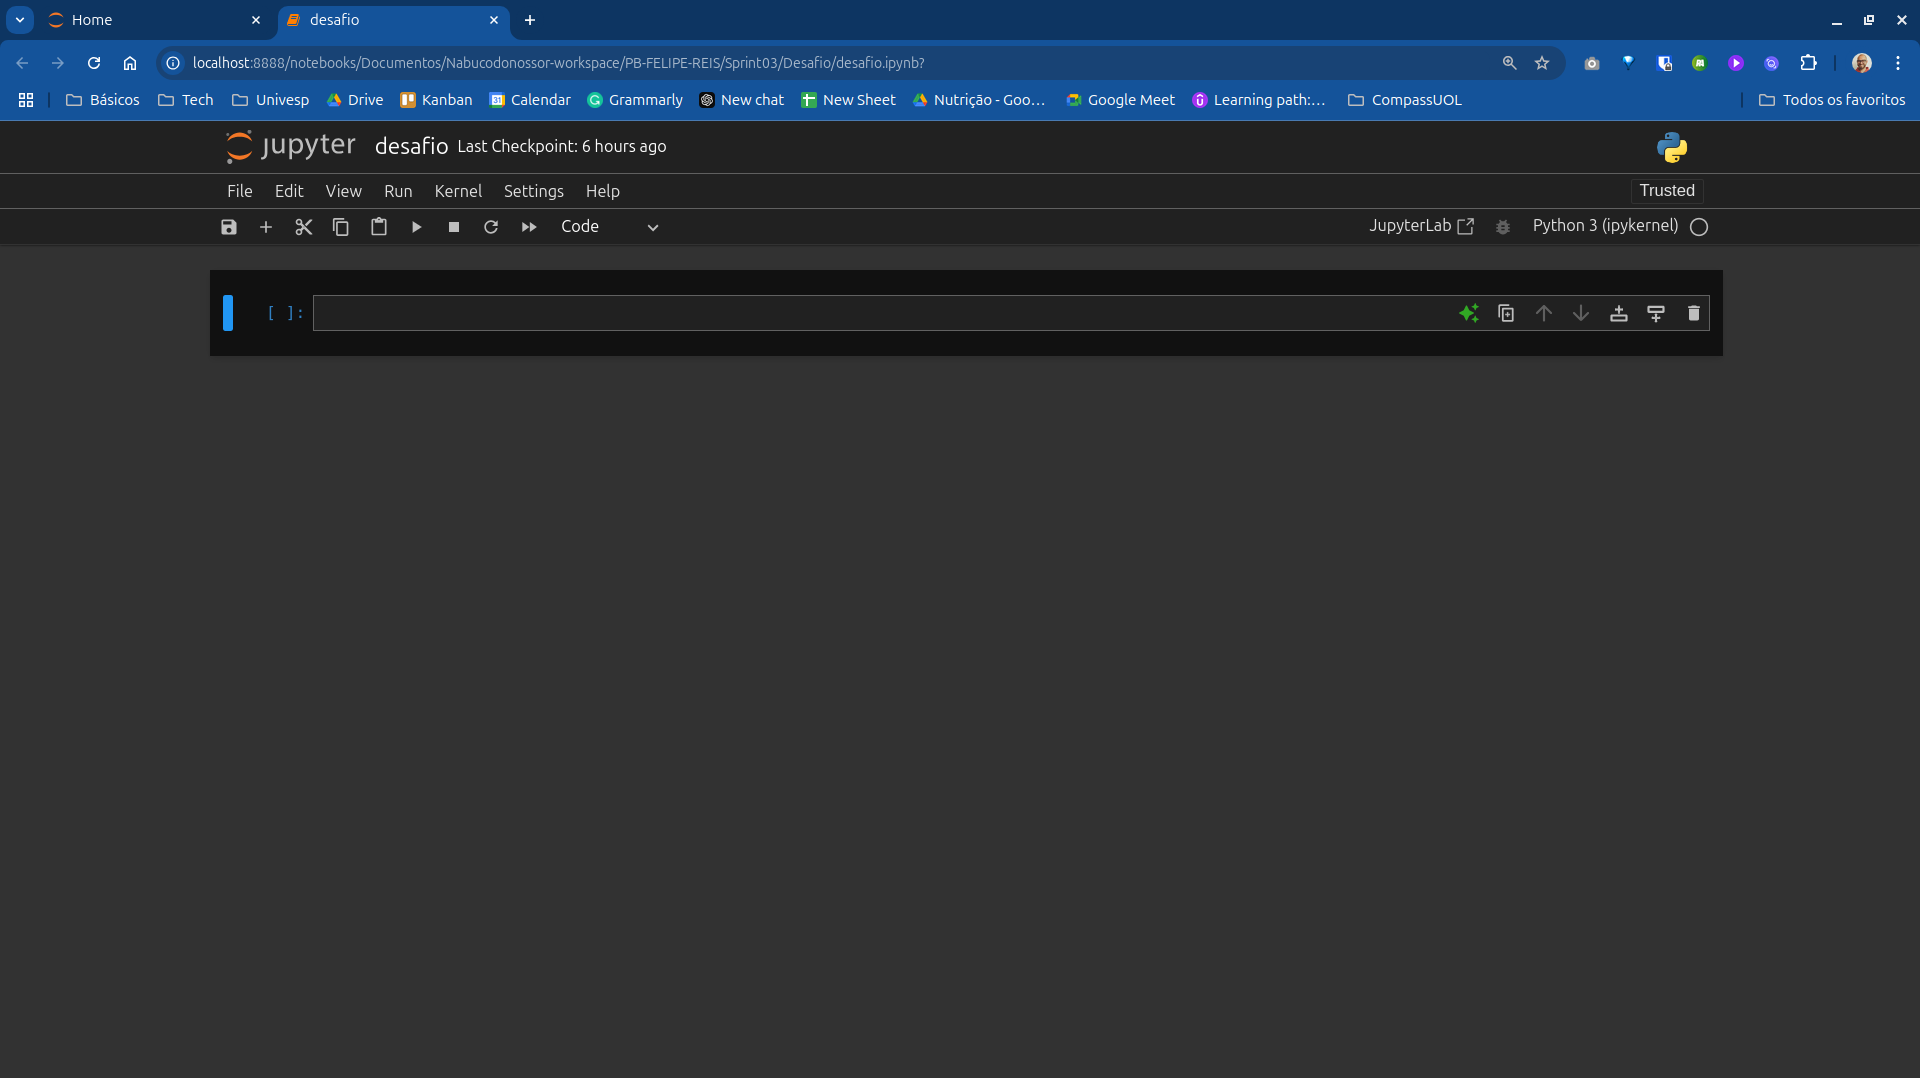 Home
desafio
localhost:8888/notebooks/Documentos/Nabucodonossor-workspace/PB-FELIPE-REIS/Sprint03/Desafio/desafio.ipynb?
Básicos Tech Univesp Drive Kanban 31 Calendar Grammarly New chat New Sheet Nutrição - Goo... Google Meet Learning path:... CompassUOL Todos os favoritos
jupyter desafio Last Checkpoint: 6 hours ago
File Edit View Run Kernel Settings Help Trusted
Code JupyterLab Python 3 (ipykernel)
[ ]: